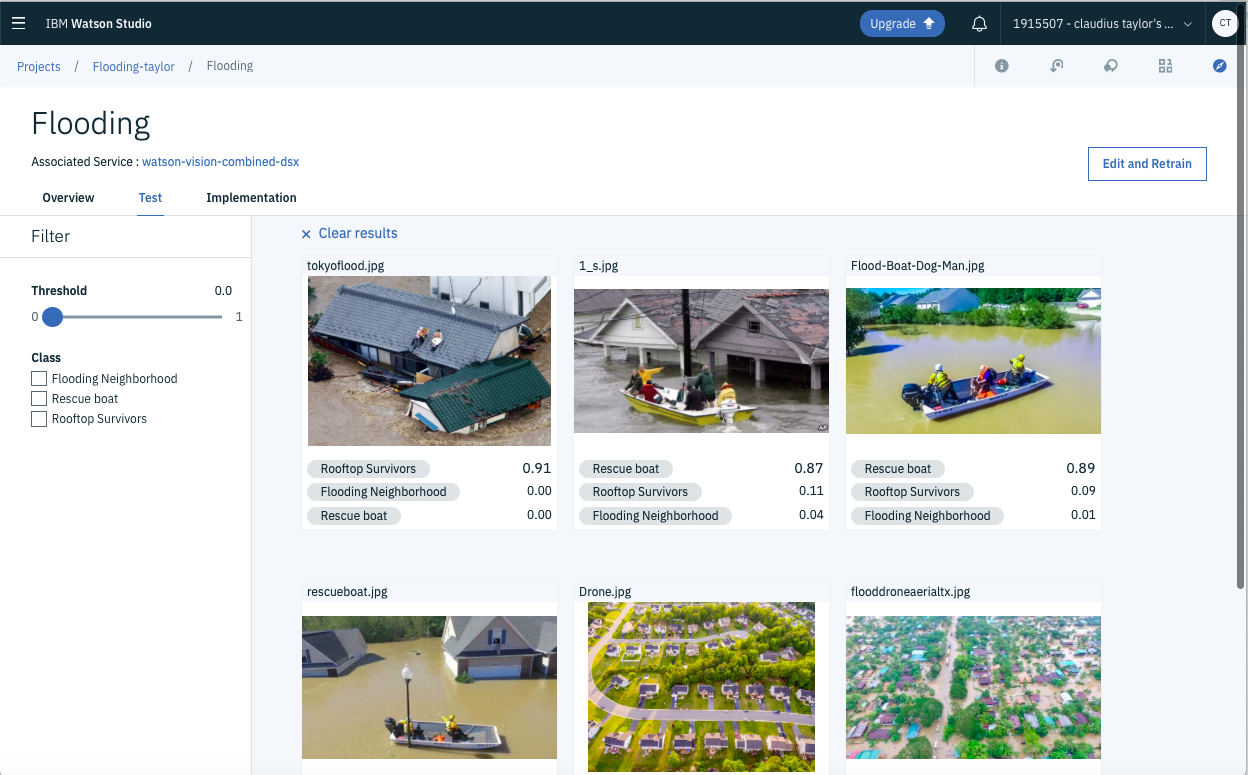 IBM Watson Studio
Upgrade
1915507 - claudius taylor's ...
CT
Projects / Flooding-taylor / Flooding
Flooding
Associated Service : watson-vision-combined-dsx
Edit and Retrain
Overview Test Implementation
Filter
Threshold 0.0
0 1
Class
Flooding Neighborhood
Rescue boat
Rooftop Survivors
× Clear results
tokyoflood.jpg
Rooftop Survivors 0.91
Flooding Neighborhood 0.00
Rescue boat 0.00
1_s.jpg
AP
Rescue boat 0.87
Rooftop Survivors 0.11
Flooding Neighborhood 0.04
Flood-Boat-Dog-Man.jpg
Rescue boat 0.89
Rooftop Survivors 0.09
Flooding Neighborhood 0.01
rescueboat.jpg
Drone.jpg
flooddroneaerialtx.jpg